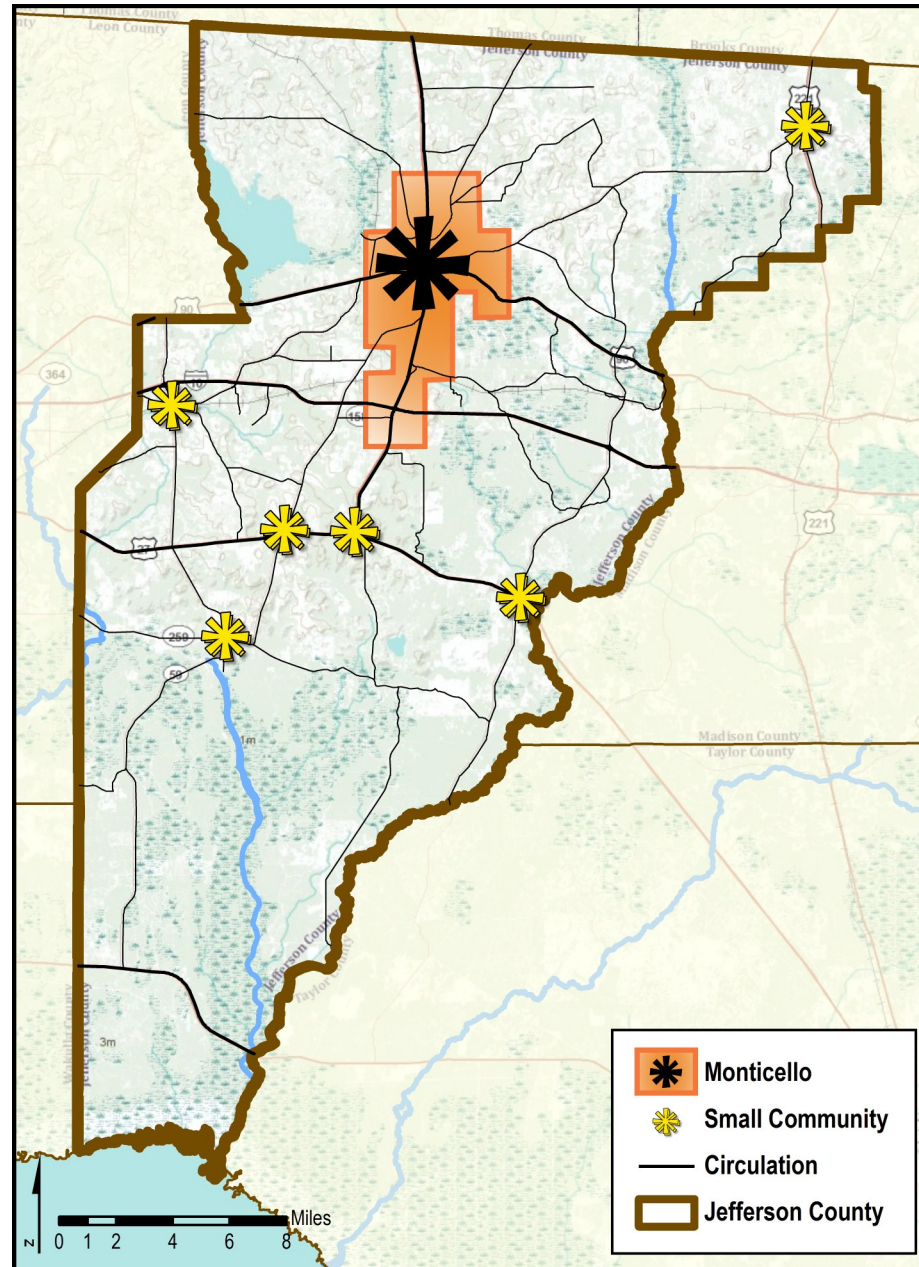 Thomas County
Leon County
Thomas County
Jefferson County
Brooks County
Jefferson County
Jefferson County
221
90
364
10
158
90
27
221
Jefferson County
Madison County
259
59
1m
Madison County
Taylor County
Jefferson County
Taylor County
Wakulla County
Jefferson County
3m
Monticello
Small Community
Circulation
Jefferson County
Miles
0 1 2 4 6 8
N